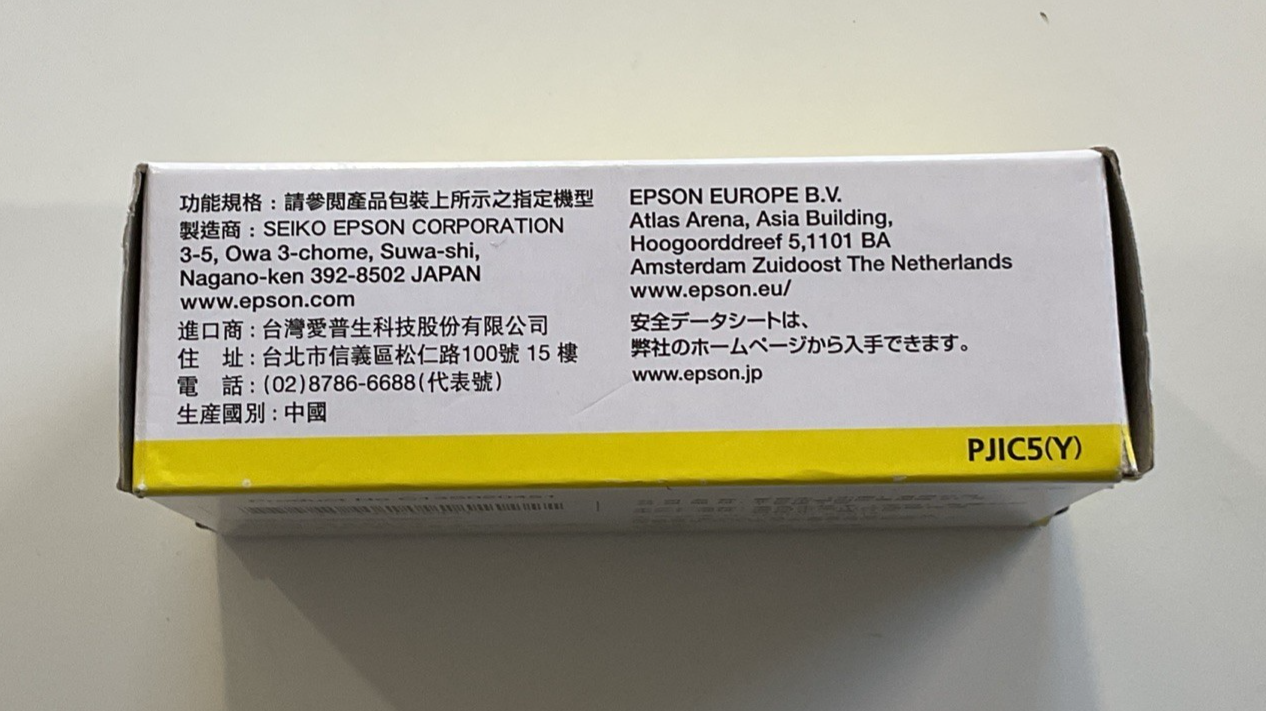 功能規格：請參閱產品包裝上所示之指定機型
製造商：SEIKO EPSON CORPORATION
3-5, Owa 3-chome, Suwa-shi,
Nagano-ken 392-8502 JAPAN
www.epson.com
進口商：台灣愛普生科技股份有限公司
住　址：台北市信義區松仁路100號 15 樓
電　話：(02)8786-6688(代表號)
生產國別：中國
EPSON EUROPE B.V.
Atlas Arena, Asia Building,
Hoogoorddreef 5,1101 BA
Amsterdam Zuidoost The Netherlands
www.epson.eu/
安全データシートは、
弊社のホームページから入手できます。
www.epson.jp
PJIC5(Y)
Product No